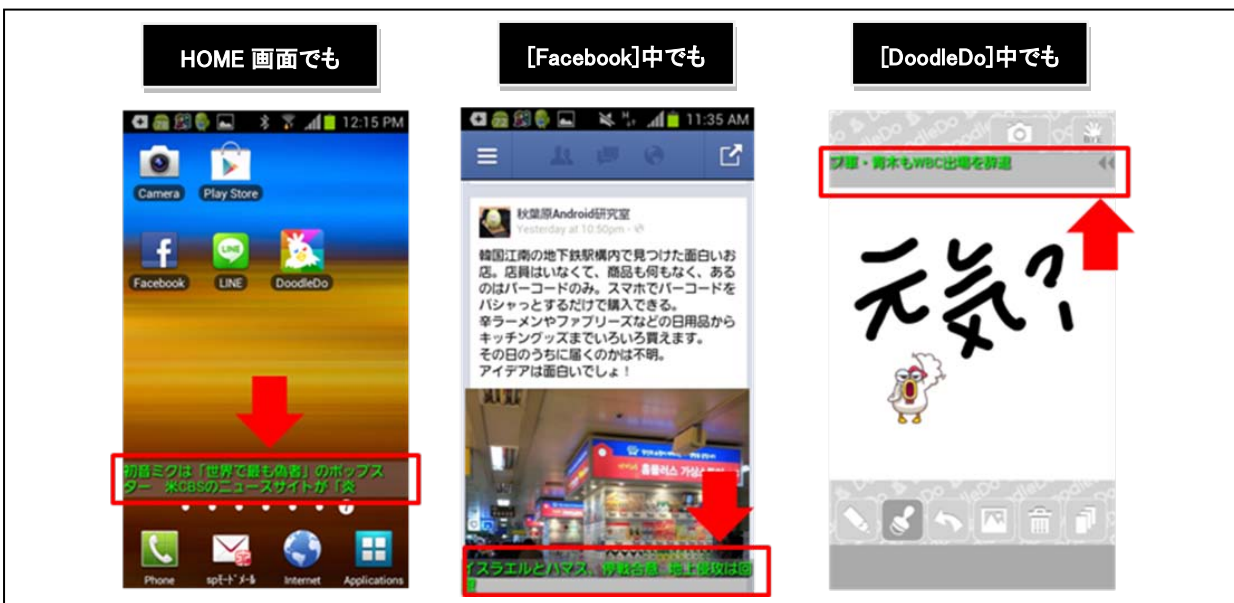 HOME 画面でも
[Facebook]中でも
[DoodleDo]中でも
12:15 PM
Camera
Play Store
Facebook
LINE
DoodleDo
初音ミクは「世界で最も偽者」のポップス
ター 米CBSのニュースサイトが「炎
Phone
spモードメール
Internet
Applications
11:35 AM
秋葉原Android研究室
Yesterday at 10:50pm
韓国江南の地下鉄駅構内で見つけた面白いお
店。店員はいなくて、商品も何もなく、ある
のはバーコードのみ。スマホでバーコードを
パシャっとするだけで購入できる。
辛ラーメンやファブリーズなどの日用品から
キッチングッズまでいろいろ買えます。
その日のうちに届くのかは不明。
アイデアは面白いでしょ!
홈플러스
イスラエルとハマス、停戦合意 地上侵攻は回
避
DoodleDo
ブ軍・青木もWBC出場を辞退
元気?
DoodleDo